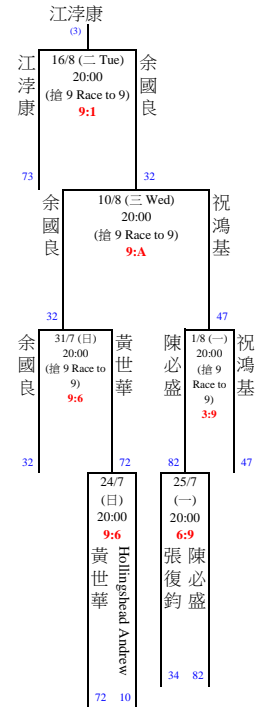 江浡康
(3)
江浡康
16/8 (二 Tue)
20:00
(搶 9 Race to 9)
9:1
余國良
73
32
余國良
10/8 (三 Wed)
20:00
(搶 9 Race to 9)
9:A
祝鴻基
32
47
余國良
31/7 (日)
20:00
(搶 9 Race to
9)
9:6
黃世華
陳必盛
1/8 (一)
20:00
(搶 9
Race to
9)
3:9
祝鴻基
32
72
82
47
24/7
(日)
20:00
9:6
黃世華
Hollingshead Andrew
25/7
(一)
20:00
6:9
張復鈞
陳必盛
34
82
72
10